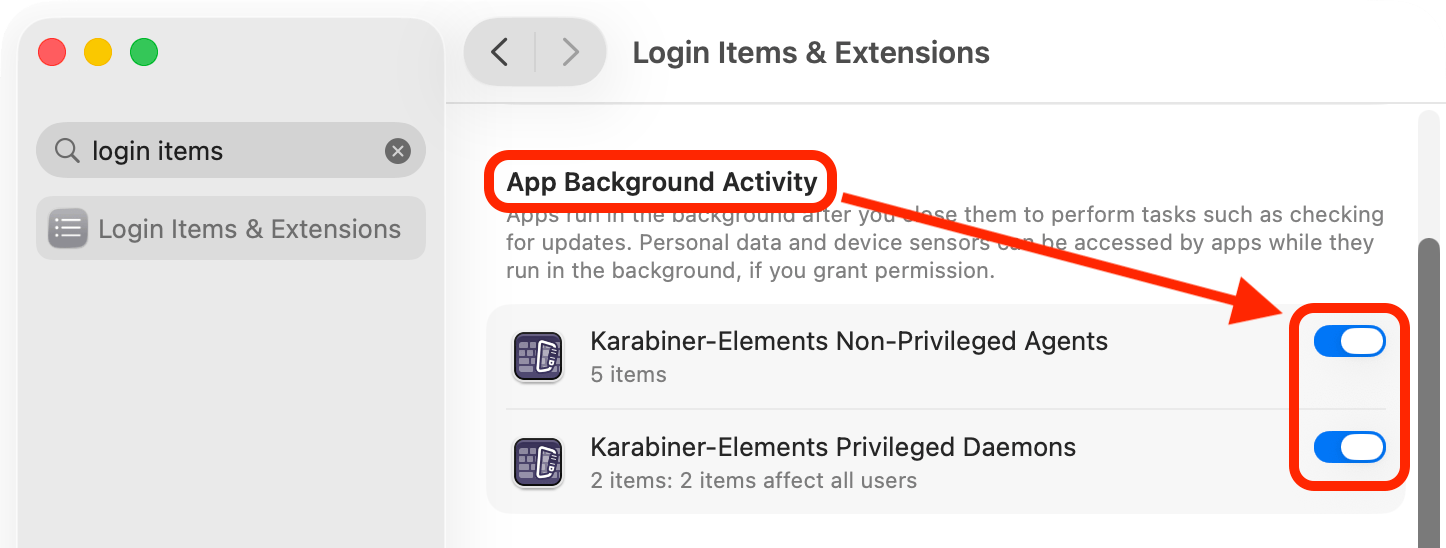 Login Items & Extensions
login items
Login Items & Extensions
App Background Activity
Apps run in the background after you close them to perform tasks such as checking
for updates. Personal data and device sensors can be accessed by apps while they
run in the background, if you grant permission.
Karabiner-Elements Non-Privileged Agents
5 items
Karabiner-Elements Privileged Daemons
2 items: 2 items affect all users